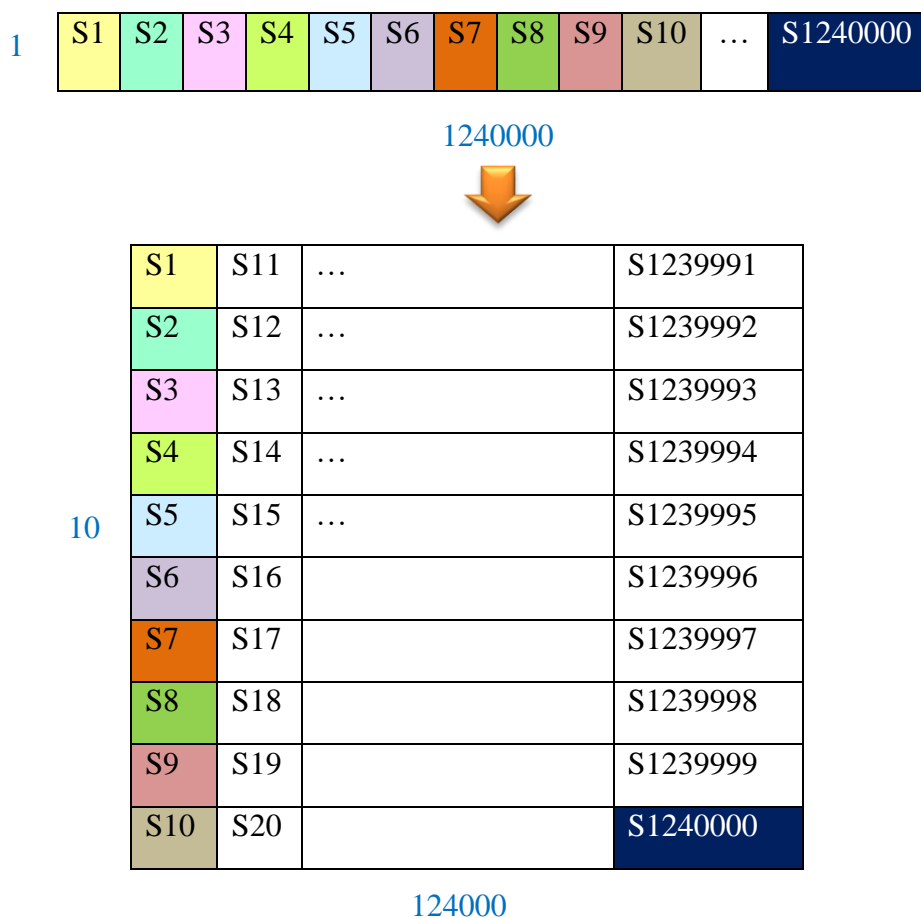 1 S1 S2 S3 S4 S5 S6 S7 S8 S9 S10 … S1240000
1240000
S1 S11 … S1239991
S2 S12 … S1239992
S3 S13 … S1239993
S4 S14 … S1239994
10 S5 S15 … S1239995
S6 S16 S1239996
S7 S17 S1239997
S8 S18 S1239998
S9 S19 S1239999
S10 S20 S1240000
124000